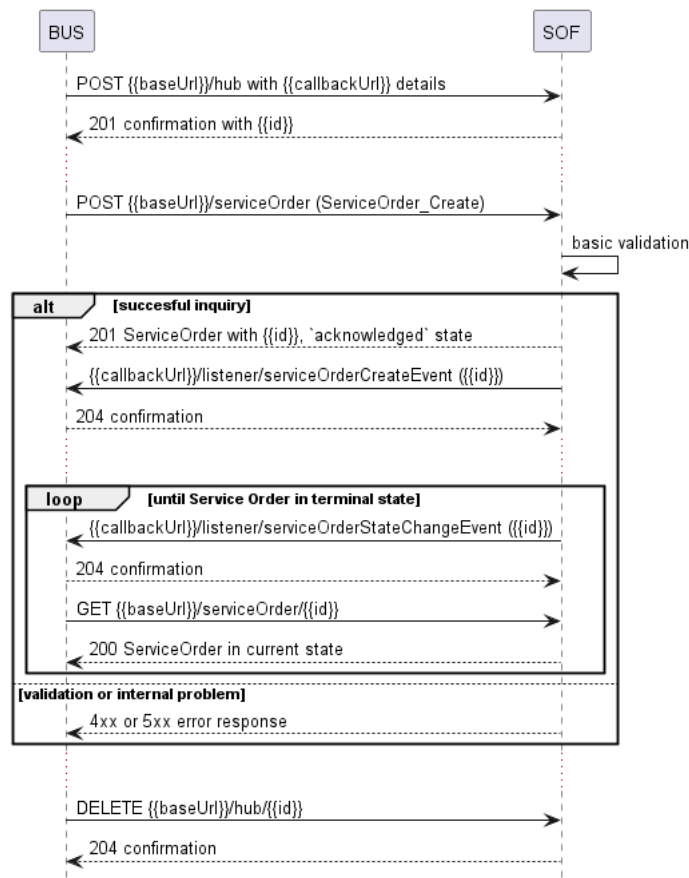 BUS
SOF
POST {{baseUrl}}/hub with {{callbackUrl}} details
201 confirmation with {{id}}
POST {{baseUrl}}/serviceOrder (ServiceOrder_Create)
basic validation
alt
[succesful inquiry]
201 ServiceOrder with {{id}}, `acknowledged` state
{{callbackUrl}}/listener/serviceOrderCreateEvent ({{id}})
204 confirmation
loop
[until Service Order in terminal state]
{{callbackUrl}}/listener/serviceOrderStateChangeEvent ({{id}})
204 confirmation
GET {{baseUrl}}/serviceOrder/{{id}}
200 ServiceOrder in current state
[validation or internal problem]
4xx or 5xx error response
DELETE {{baseUrl}}/hub/{{id}}
204 confirmation